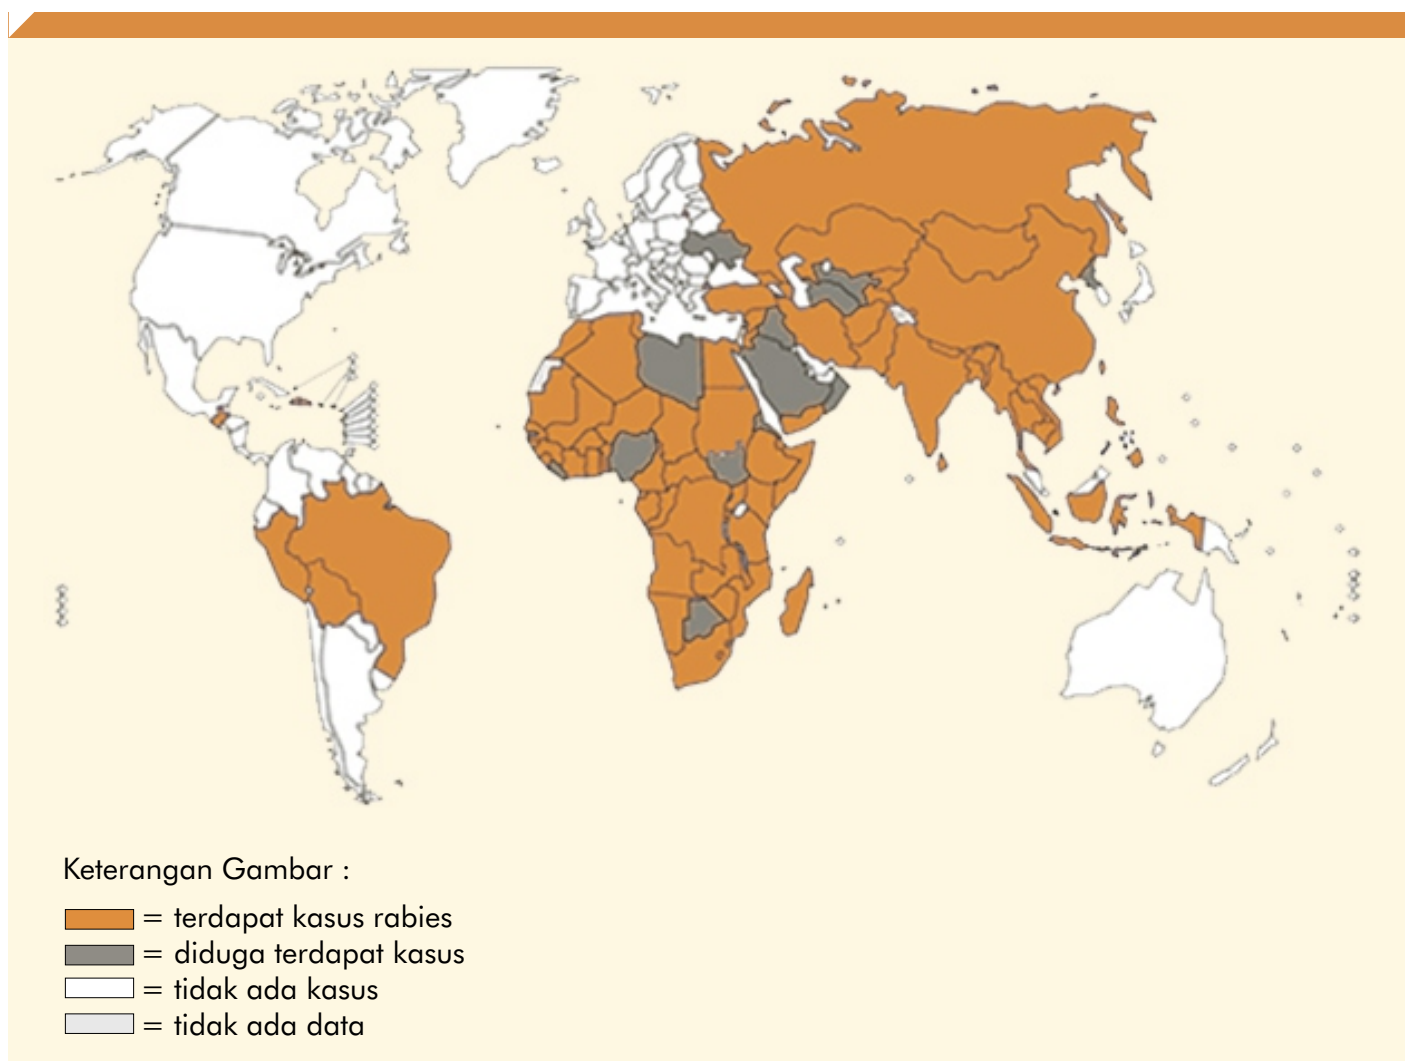 Keterangan Gambar :
= terdapat kasus rabies
= diduga terdapat kasus
= tidak ada kasus
= tidak ada data